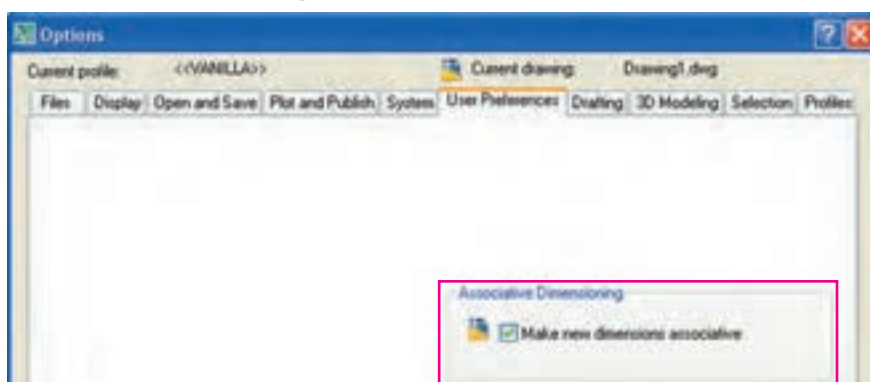 Options
Current profile: <<VANILLA>> Current drawing: Drawing1.dwg
Files Display Open and Save Plot and Publish System User Preferences Drafting 3D Modeling Selection Profiles
Associative Dimensioning
Make new dimensions associative